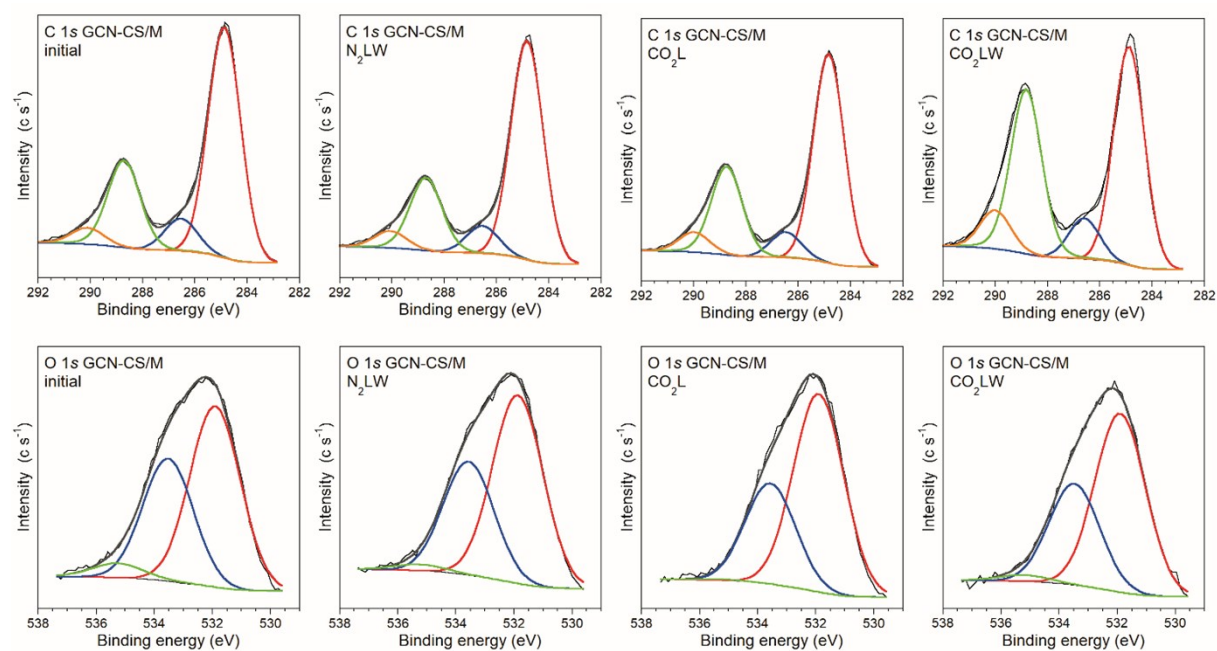 C 1s GCN-CS/M
initial
Intensity (c s⁻¹)
292 290 288 286 284 282
Binding energy (eV)
C 1s GCN-CS/M
N₂LW
Intensity (c s⁻¹)
292 290 288 286 284 282
Binding energy (eV)
C 1s GCN-CS/M
CO₂L
Intensity (c s⁻¹)
292 290 288 286 284 282
Binding energy (eV)
C 1s GCN-CS/M
CO₂LW
Intensity (c s⁻¹)
292 290 288 286 284 282
Binding energy (eV)
O 1s GCN-CS/M
initial
Intensity (c s⁻¹)
538 536 534 532 530
Binding energy (eV)
O 1s GCN-CS/M
N₂LW
Intensity (c s⁻¹)
538 536 534 532 530
Binding energy (eV)
O 1s GCN-CS/M
CO₂L
Intensity (c s⁻¹)
538 536 534 532 530
Binding energy (eV)
O 1s GCN-CS/M
CO₂LW
Intensity (c s⁻¹)
538 536 534 532 530
Binding energy (eV)